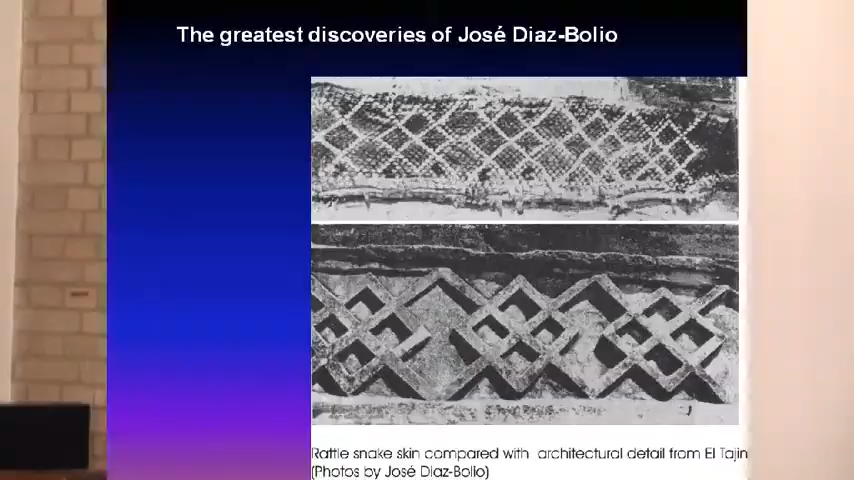 The greatest discoveries of José Diaz-Bolio
Rattle snake skin compared with architectural detail from El Tajin
(Photos by José Diaz-Bolio)